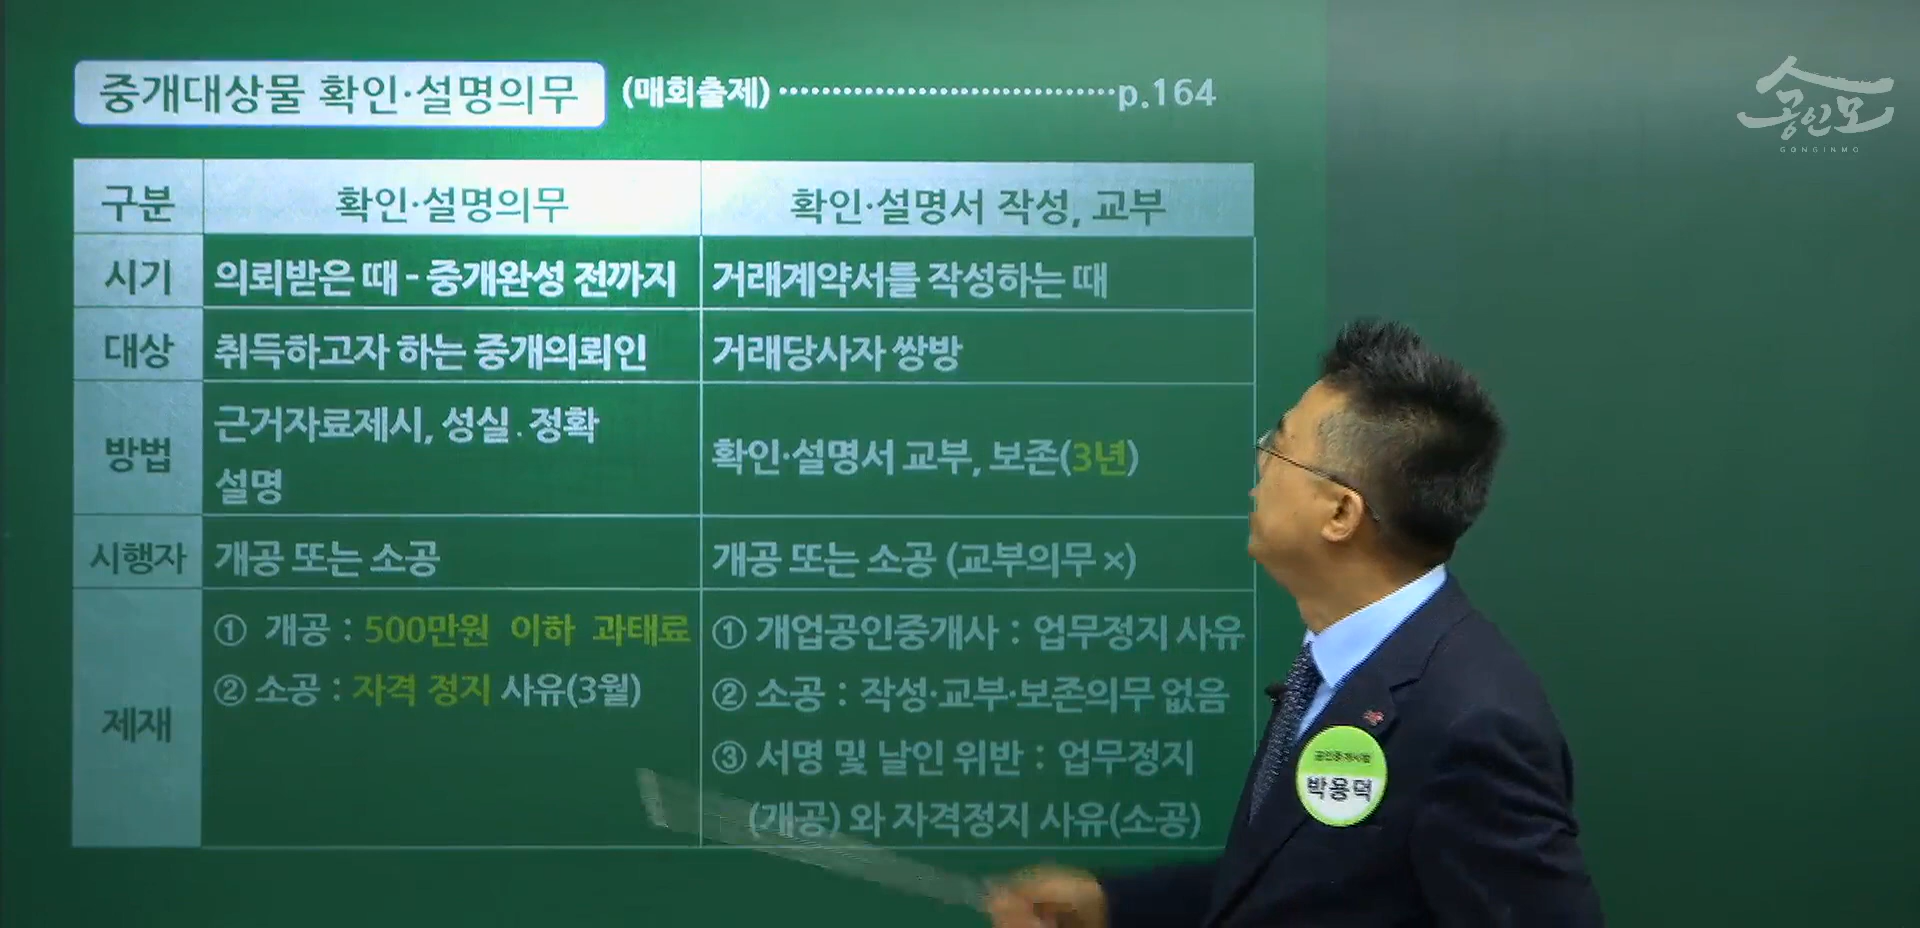 중개대상물 확인·설명의무 (매회출제) ································p.164
공인모
GONGINMO
구분 확인·설명의무 확인·설명서 작성, 교부
시기 의뢰받은 때 - 중개완성 전까지 거래계약서를 작성하는 때
대상 취득하고자 하는 중개의뢰인 거래당사자 쌍방
방법 근거자료제시, 성실.정확
설명
확인·설명서 교부, 보존(3년)
시행자 개공 또는 소공 개공 또는 소공 (교부의무 ×)
제재
① 개공 : 500만원 이하 과태료
② 소공 : 자격 정지 사유(3월)
① 개업공인중개사 : 업무정지 사유
② 소공 : 작성·교부·보존의무 없음
③ 서명 및 날인 위반 : 업무정지
(개공) 와 자격정지 사유(소공)
공인중개사법
박용덕